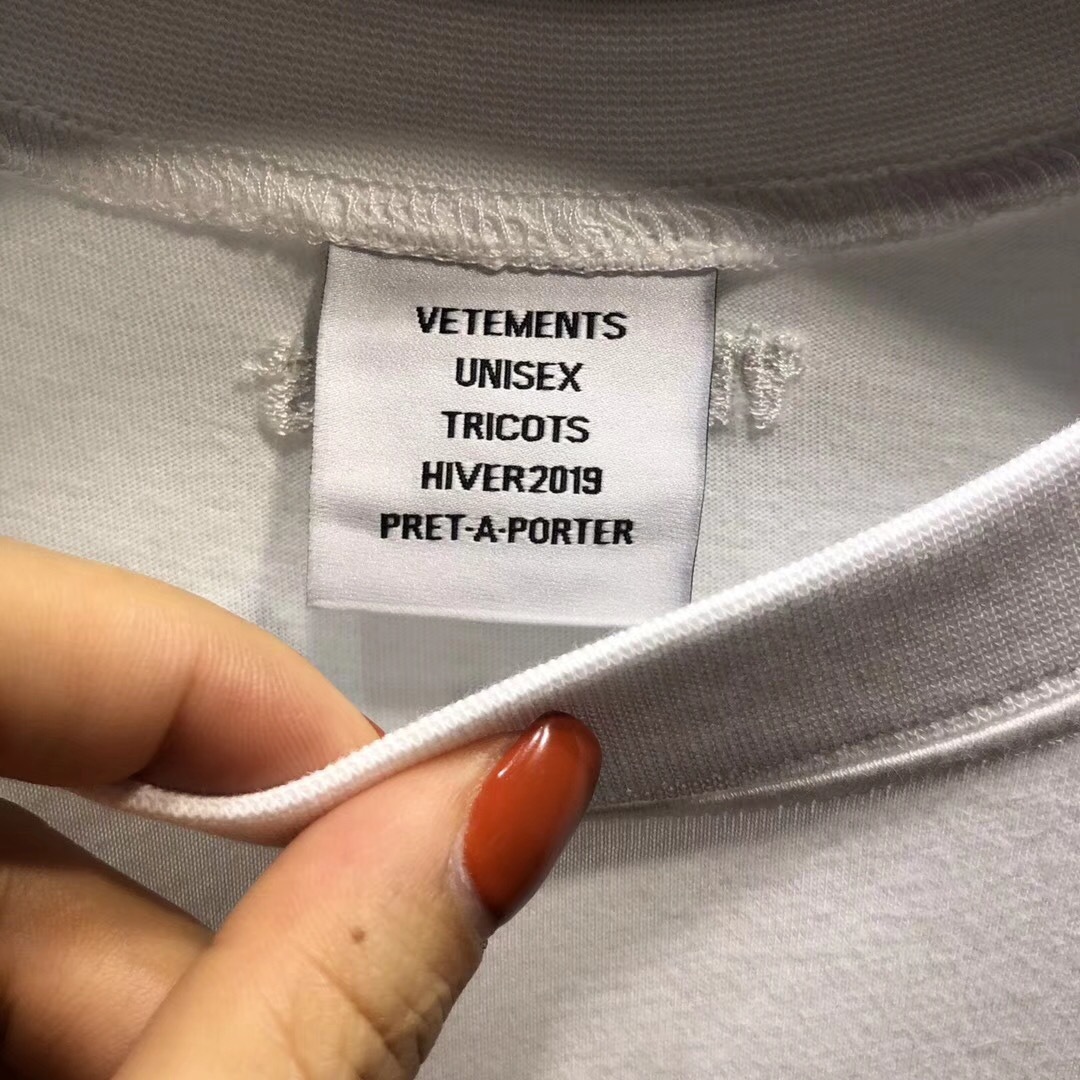 VETEMENTS
UNISEX
TRICOTS
HIVER2019
PRET-A-PORTER